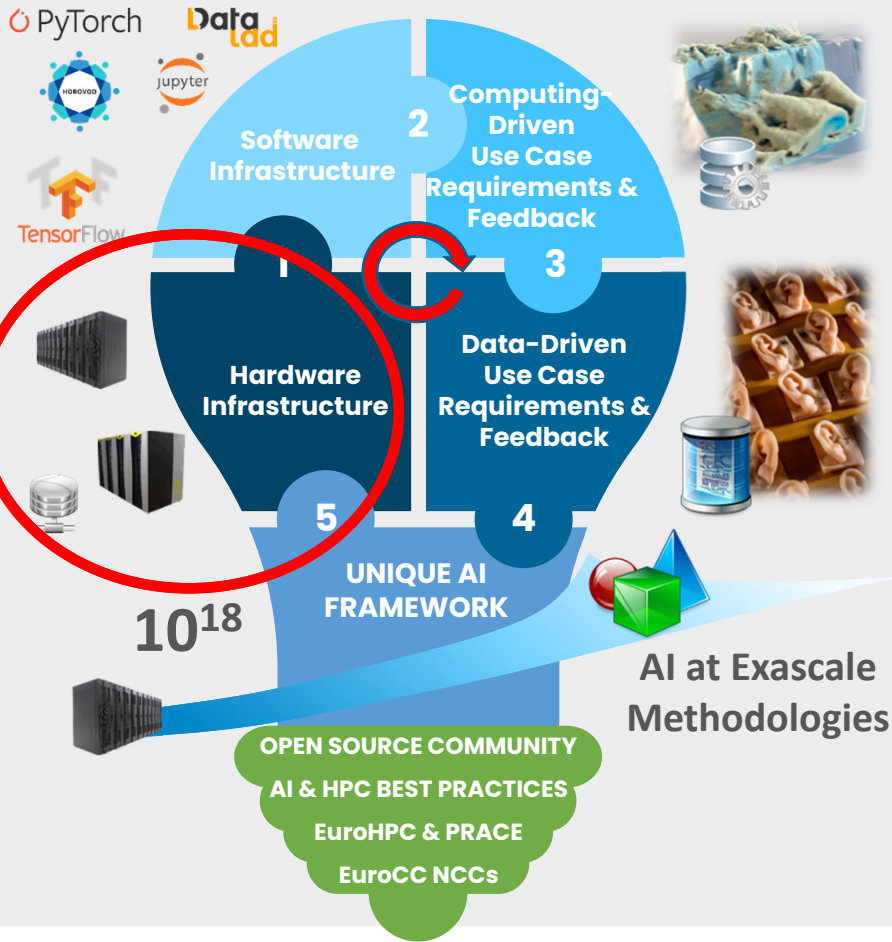 PyTorch
Data
lad
HOROVOD
jupyter
TensorFlow
2
Software
Infrastructure
Computing-
Driven
Use Case
Requirements &
Feedback
1
3
Hardware
Infrastructure
Data-Driven
Use Case
Requirements &
Feedback
5
4
UNIQUE AI
FRAMEWORK
10¹⁸
AI at Exascale
Methodologies
OPEN SOURCE COMMUNITY
AI & HPC BEST PRACTICES
EuroHPC & PRACE
EuroCC NCCs